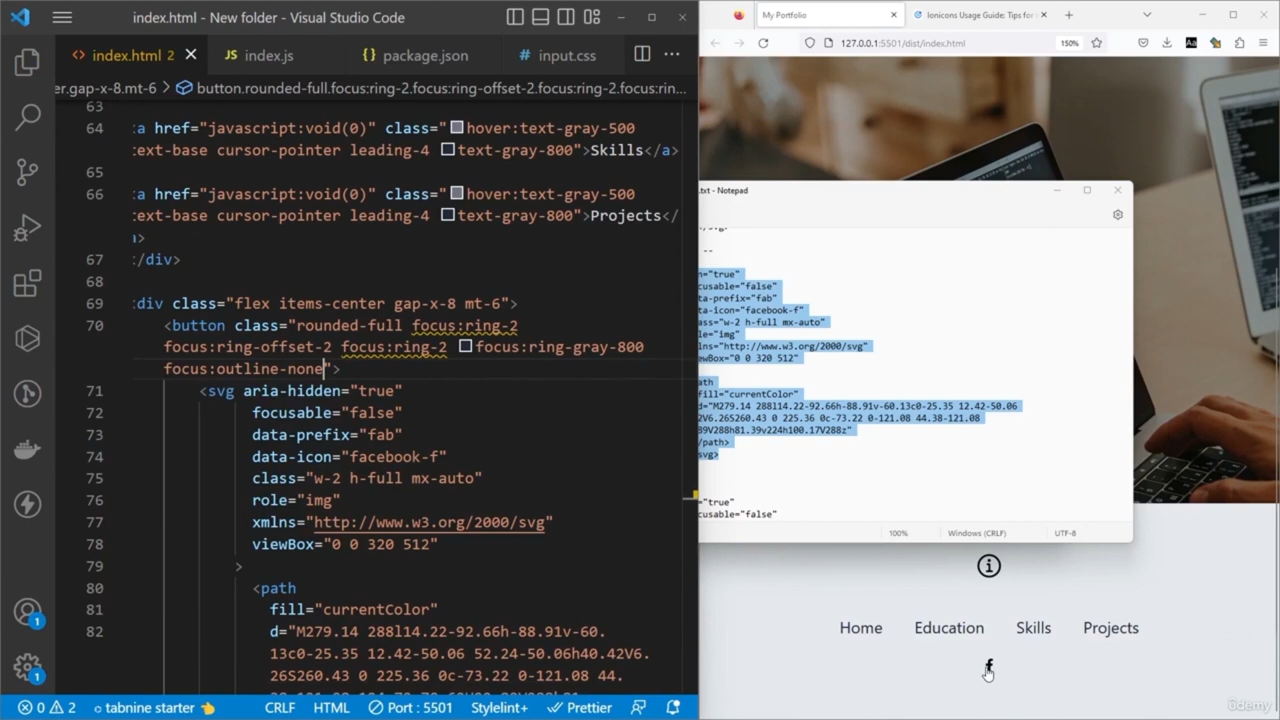 index.html - New folder - Visual Studio Code
index.html 2
JS index.js
{} package.json
# input.css
er.gap-x-8.mt-6 > button.rounded-full.focus:ring-2.focus:ring-offset-2.focus:ring-2.focus:rin...
63
64 a href="javascript:void(0)" class="hover:text-gray-500
text-base cursor-pointer leading-4 text-gray-800">Skills</a>
65
66 a href="javascript:void(0)" class="hover:text-gray-500
text-base cursor-pointer leading-4 text-gray-800">Projects</
a>
67 /div>
68
69 div class="flex items-center gap-x-8 mt-6">
70 <button class="rounded-full focus:ring-2
focus:ring-offset-2 focus:ring-2 focus:ring-gray-800
focus:outline-none">
71 <svg aria-hidden="true"
72 focusable="false"
73 data-prefix="fab"
74 data-icon="facebook-f"
75 class="w-2 h-full mx-auto"
76 role="img"
77 xmlns="http://www.w3.org/2000/svg"
78 viewBox="0 0 320 512"
79 >
80 <path
81 fill="currentColor"
82 d="M279.14 288l14.22-92.66h-88.91v-60.
13c0-25.35 12.42-50.06 52.24-50.06h40.42V6.
26S260.43 0 225.36 0c-73.22 0-121.08 44.
1
1
0 2
tabnine starter
CRLF
HTML
Port : 5501
Stylelint+
Prettier
My Portfolio
Ionicons Usage Guide: Tips for
127.0.0.1:5501/dist/index.html
150%
Aa
.txt - Notepad
--
n="true"
cusable="false"
ta-prefix="fab"
ta-icon="facebook-f"
ass="w-2 h-full mx-auto"
le="img"
lns="http://www.w3.org/2000/svg"
ewBox="0 0 320 512"
ath
fill="currentColor"
d="M279.14 288l14.22-92.66h-88.91v-60.13c0-25.35 12.42-50.06
2V6.26S260.43 0 225.36 0c-73.22 0-121.08 44.38-121.08
89V288h81.39v224h100.17V288z"
/path>
svg>
="true"
cusable="false"
100%
Windows (CRLF)
UTF-8
Home
Education
Skills
Projects
ûdemy